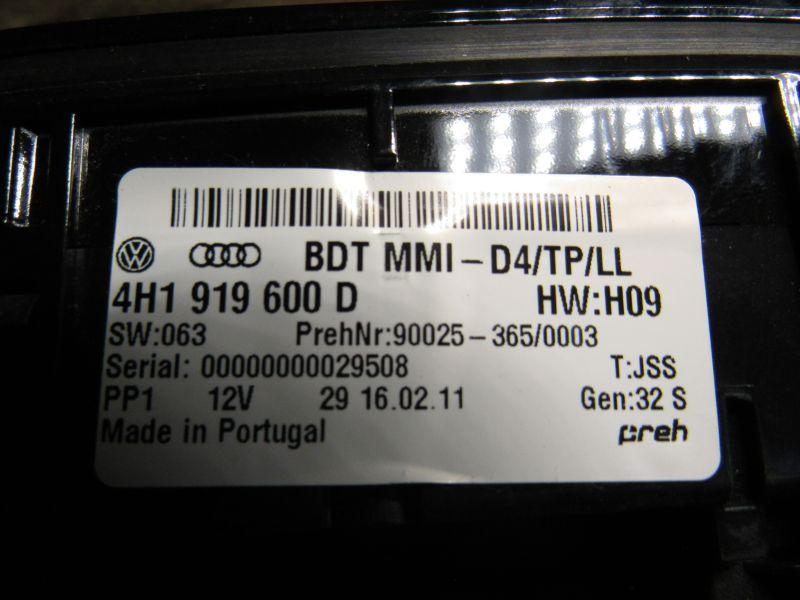 BDT MMI-D4/TP/LL
4H1 919 600 D HW:H09
SW:063 PrehNr:90025-365/0003
Serial: 00000000029508 T:JSS
PP1 12V 29 16.02.11 Gen:32 S
Made in Portugal preh